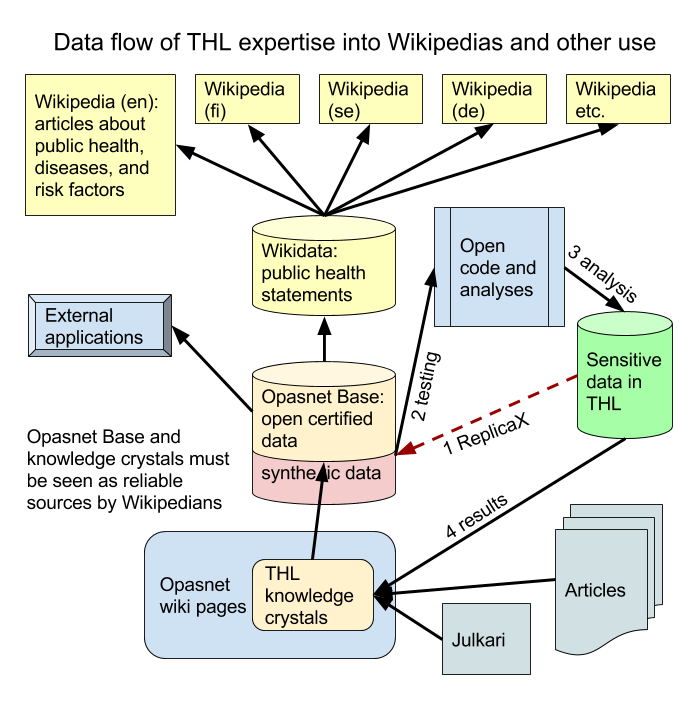 Data flow of THL expertise into Wikipedias and other use
Wikipedia (en):
articles about
public health,
diseases, and
risk factors
Wikipedia
(fi)
Wikipedia
(se)
Wikipedia
(de)
Wikipedia
etc.
Wikidata:
public health
statements
Open
code and
analyses
3 analysis
External
applications
Sensitive
data in
THL
2 testing
Opasnet Base:
open certified
data
1 ReplicaX
synthetic data
Opasnet Base and
knowledge crystals must
be seen as reliable
sources by Wikipedians
4 results
Opasnet
wiki pages
THL
knowledge
crystals
Articles
Julkari